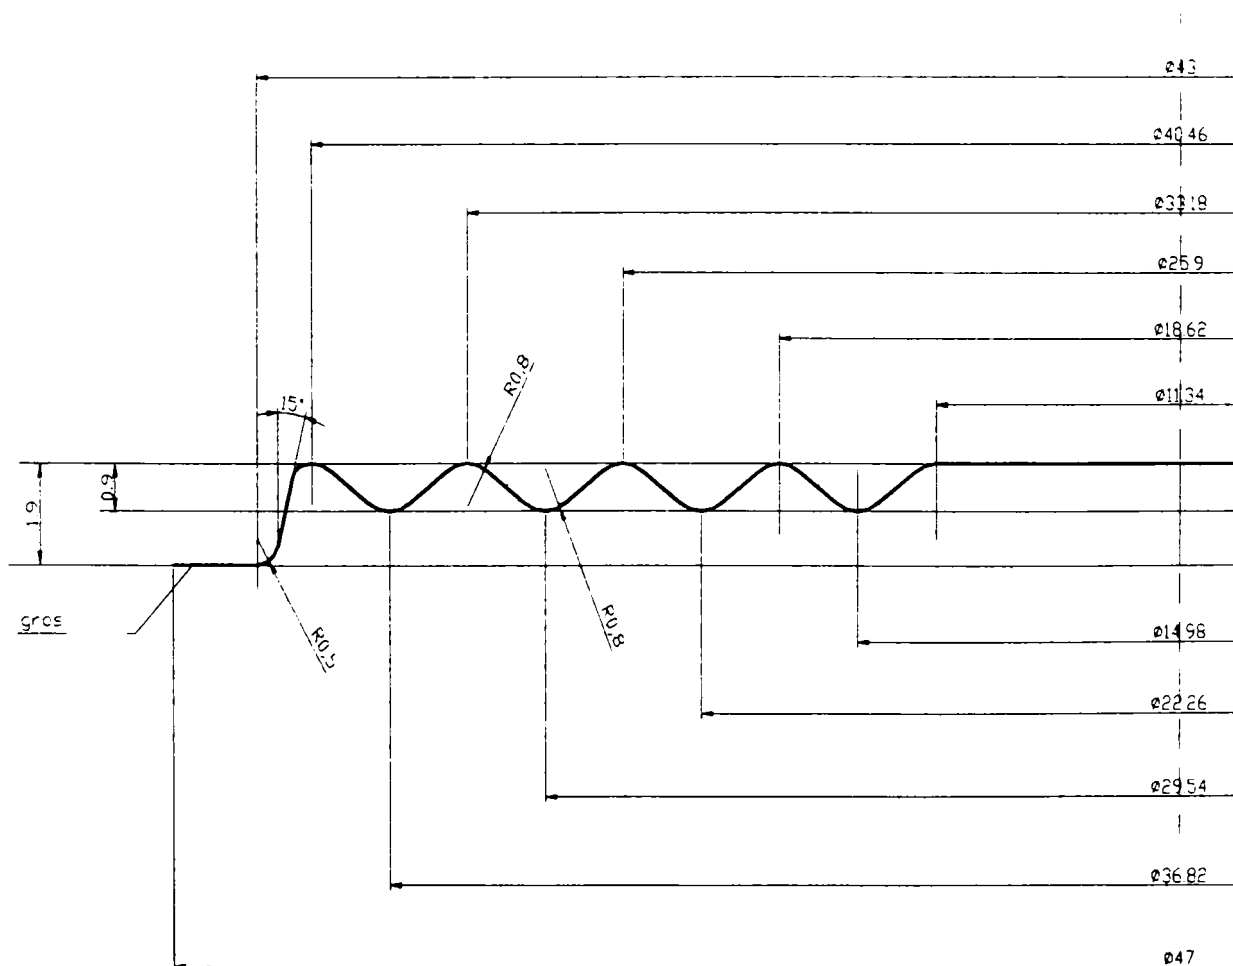 ø43
ø40.46
ø33.18
ø25.9
ø18.62
R0,8
ø11.34
15°
0.9
1.9
gros
R0,5
R0,8
ø14.98
ø22.26
ø29.54
ø36.82
ø47